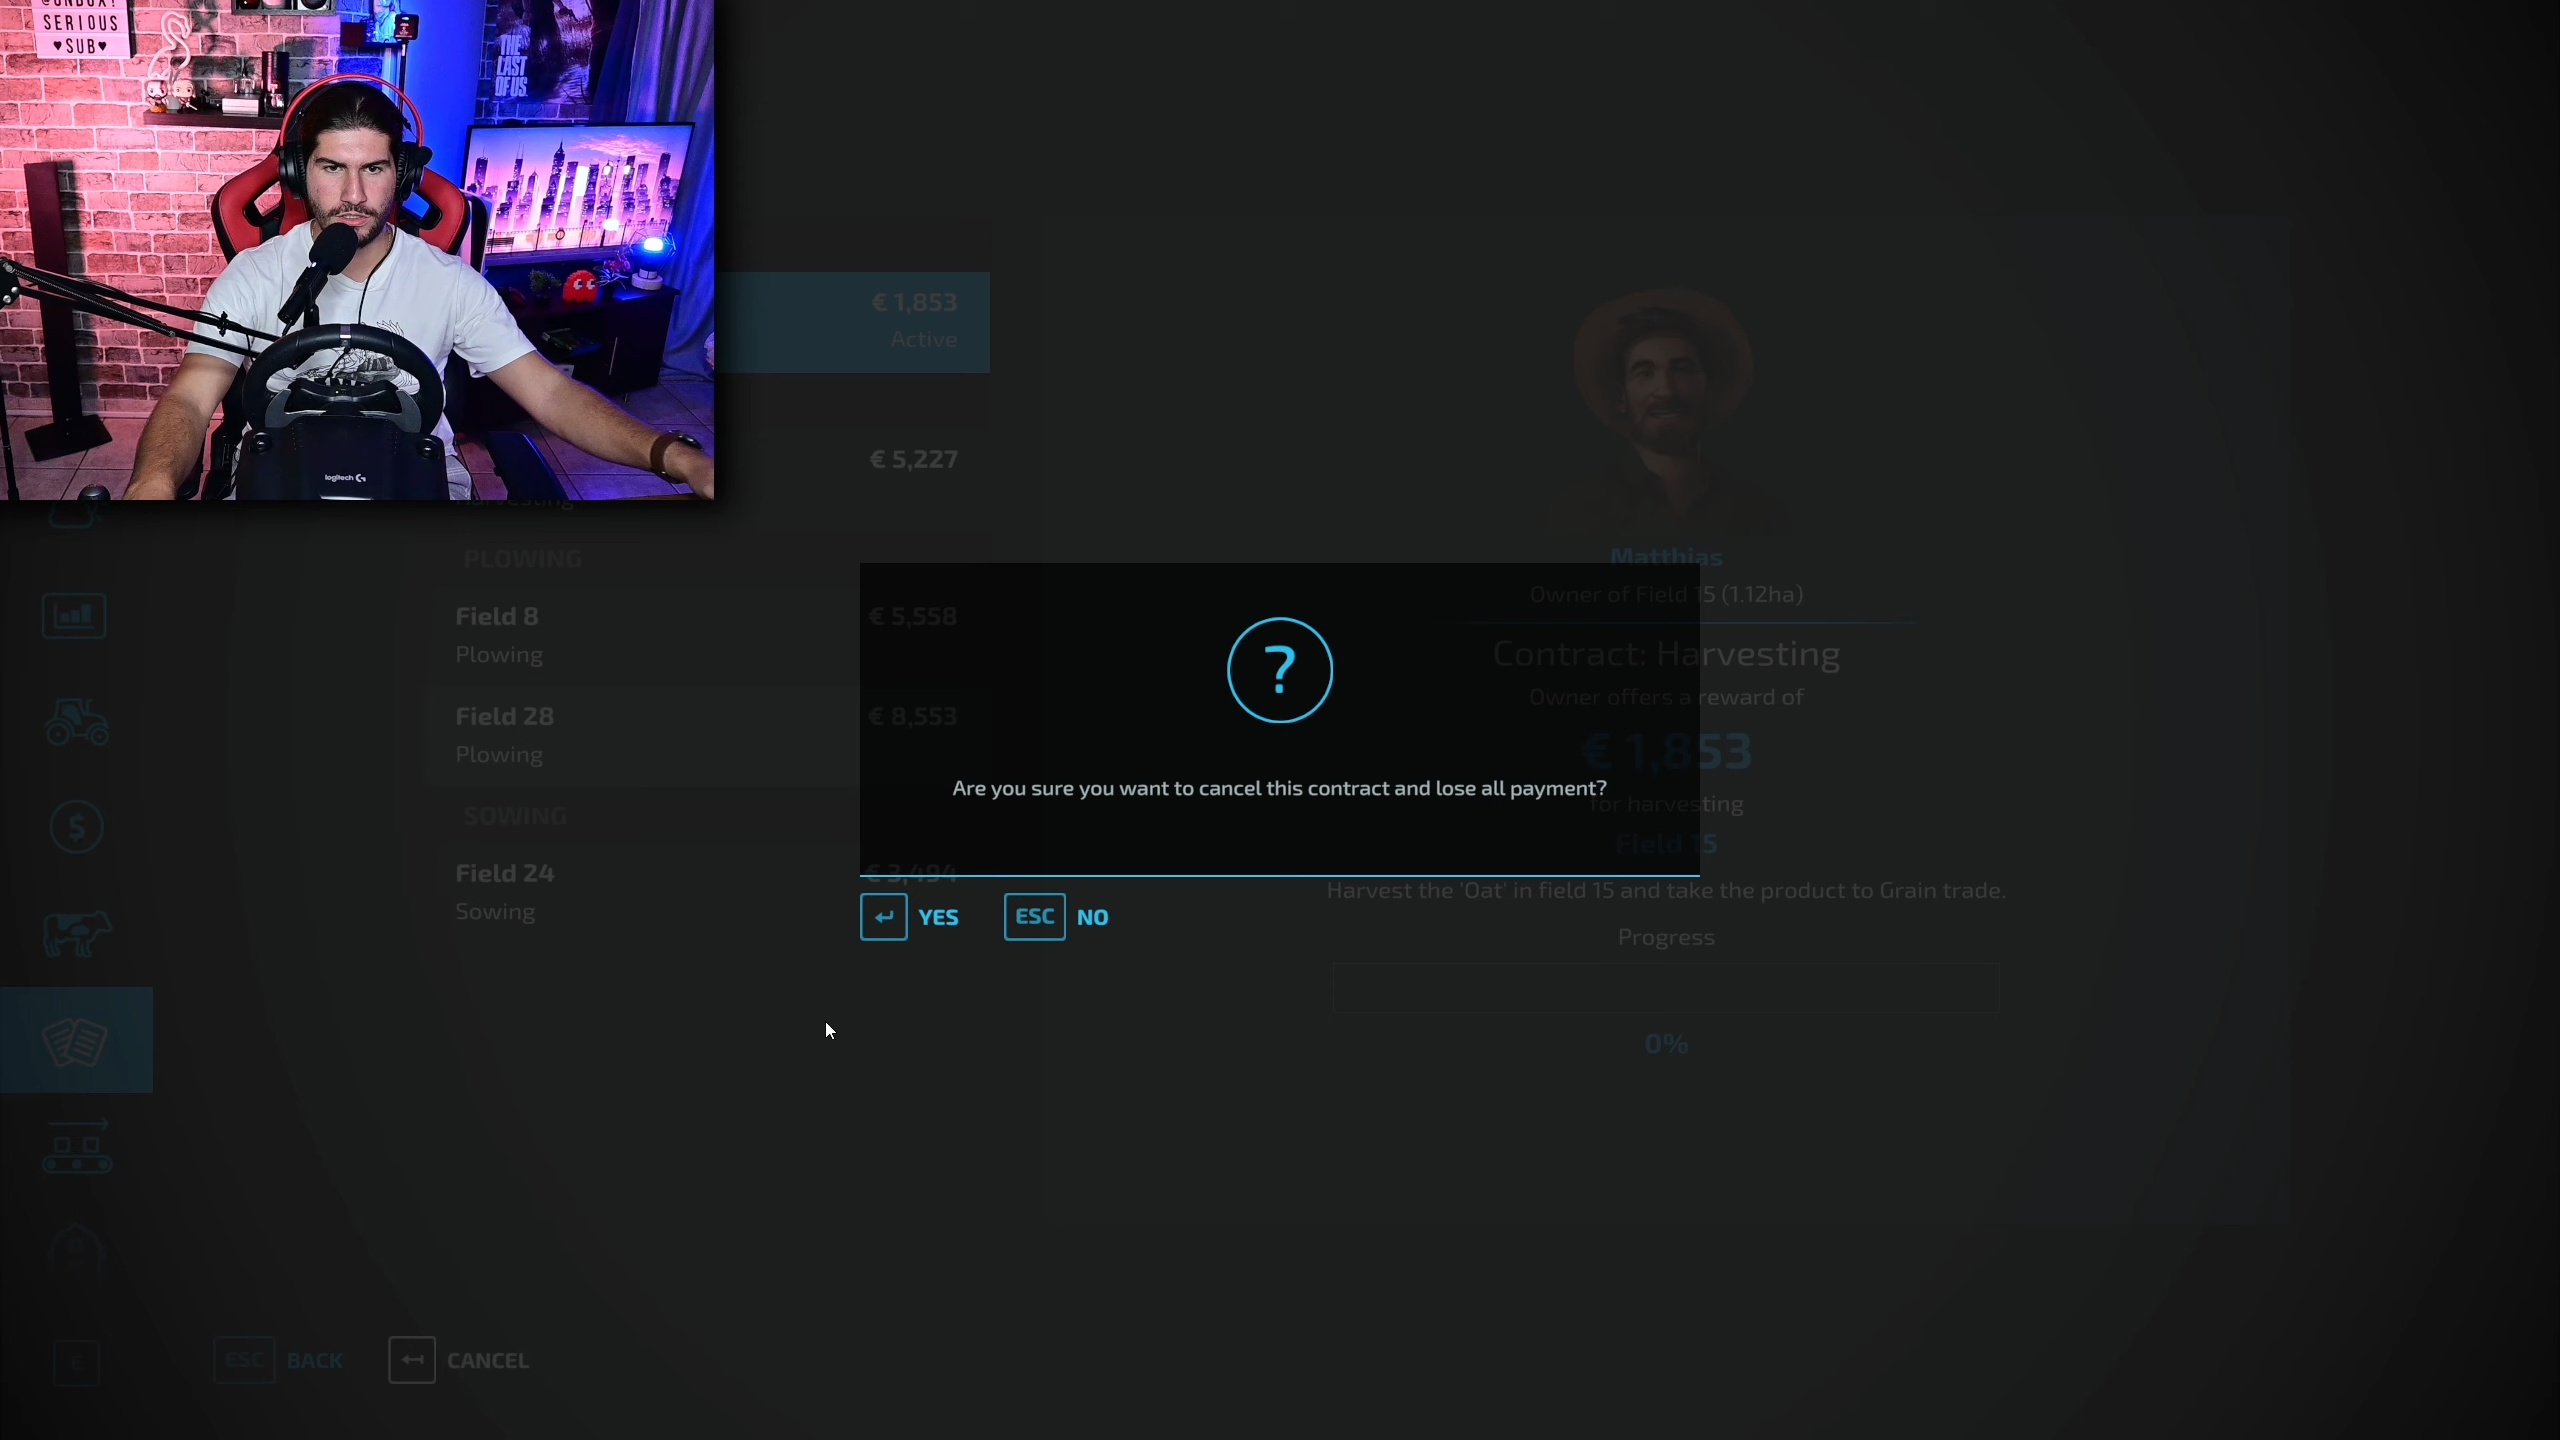 SERIOUS
♥SUB♥
THE
LAST
OF US
logitech G
€ 1,853
Active
€ 5,227
Harvesting
PLOWING
Field 8
€ 5,558
Plowing
Field 28
€ 8,553
Plowing
SOWING
Field 24
€ 3,494
Sowing
Matthias
Owner of Field 15 (1.12ha)
Contract: Harvesting
Owner offers a reward of
€ 1,853
for harvesting
Field 15
Harvest the 'Oat' in field 15 and take the product to Grain trade.
Progress
0%
?
Are you sure you want to cancel this contract and lose all payment?
YES
ESC NO
ESC BACK
CANCEL